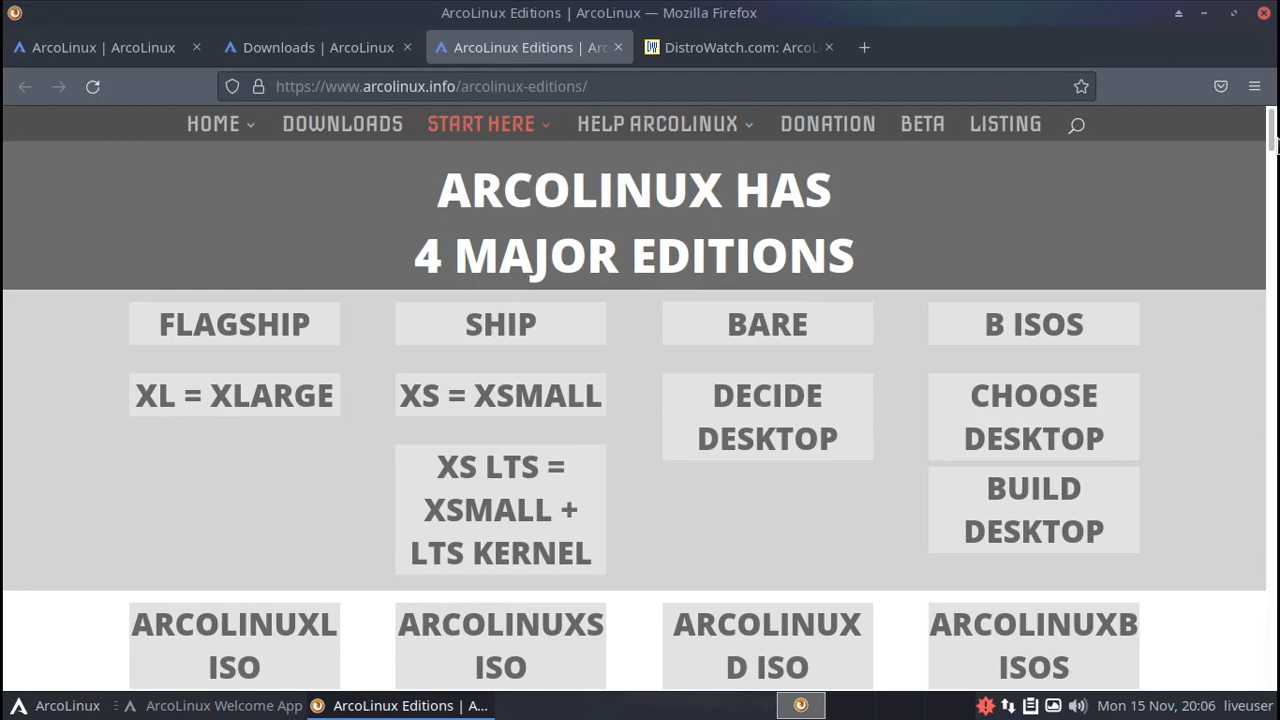 ArcoLinux Editions | ArcoLinux — Mozilla Firefox
ArcoLinux | ArcoLinux
Downloads | ArcoLinux
ArcoLinux Editions | Arc
DistroWatch.com: ArcoL
https://www.arcolinux.info/arcolinux-editions/
HOME DOWNLOADS START HERE HELP ARCOLINUX DONATION BETA LISTING
ARCOLINUX HAS
4 MAJOR EDITIONS
FLAGSHIP
SHIP
BARE
B ISOS
XL = XLARGE
XS = XSMALL
DECIDE
DESKTOP
CHOOSE
DESKTOP
XS LTS =
XSMALL +
LTS KERNEL
BUILD
DESKTOP
ARCOLINUXL
ISO
ARCOLINUXS
ISO
ARCOLINUX
D ISO
ARCOLINUXB
ISOS
ArcoLinux
ArcoLinux Welcome App
ArcoLinux Editions | A...
Mon 15 Nov, 20:06 liveuser